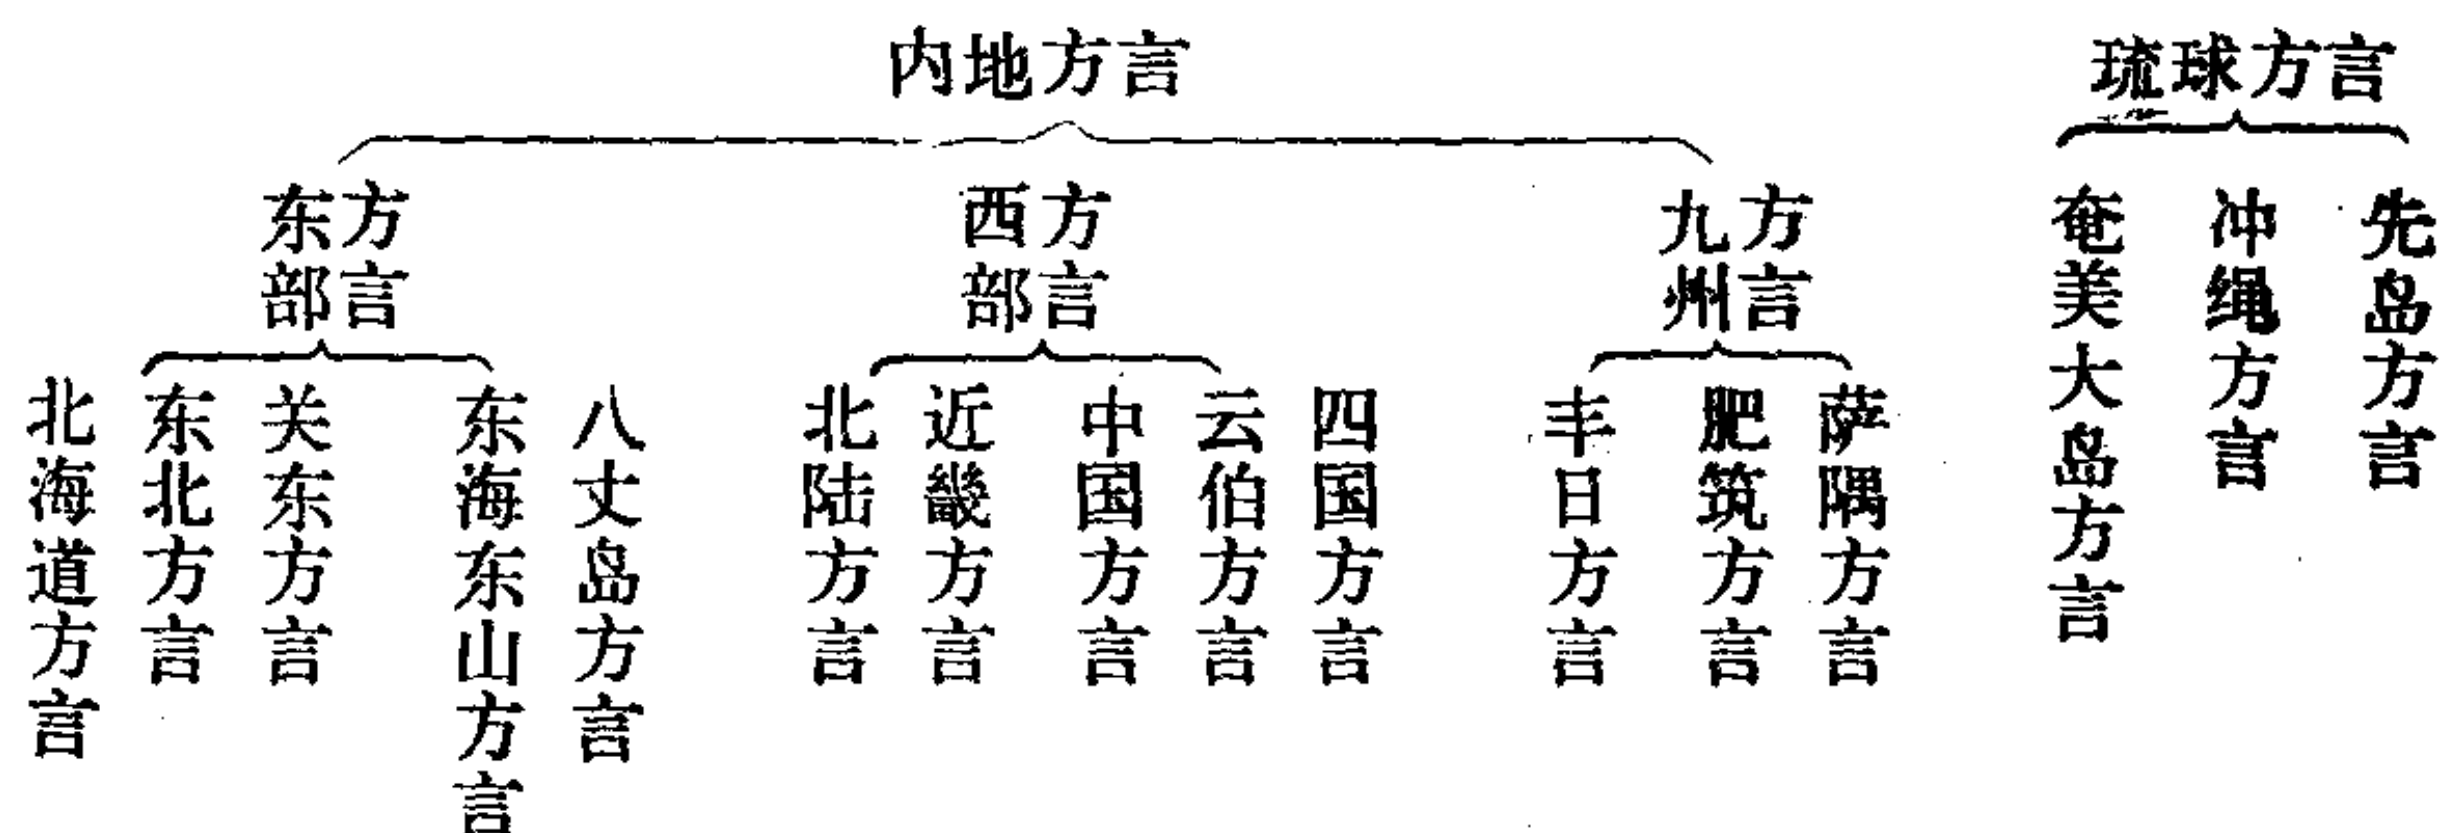 内地方言
琉球方言
东部方言
西部方言
九州方言
北海道方言
东北方言
关东方言
东海东山方言
八丈岛方言
北陆方言
近畿方言
中国方言
云伯方言
四国方言
丰日方言
肥筑方言
萨隅方言
奄美大岛方言
冲绳方言
先岛方言